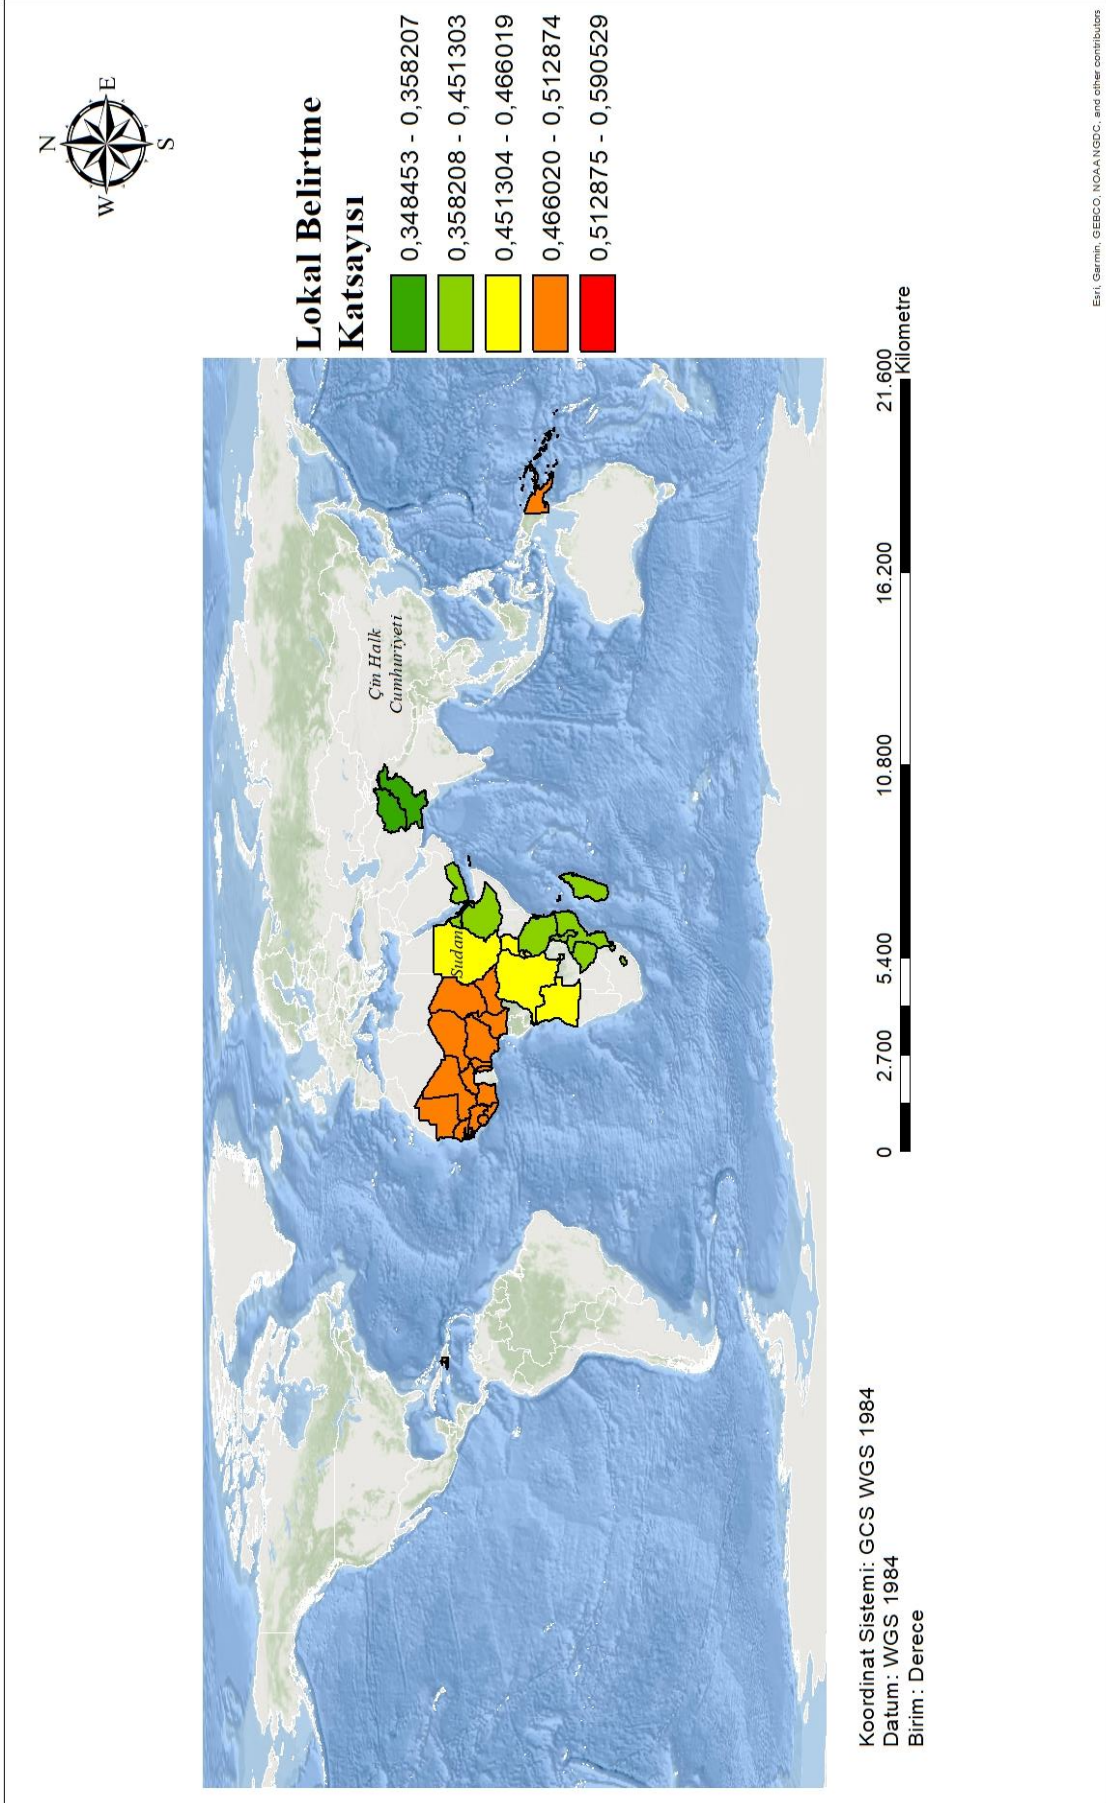 N
W
E
S
Lokal Belirtme
Katsayısı
0,348453 - 0,358207
0,358208 - 0,451303
0,451304 - 0,466019
0,466020 - 0,512874
0,512875 - 0,590529
Çin Halk
Cumhuriyeti
Sudan
0 2.700 5.400 10.800 16.200 21.600
Kilometre
Koordinat Sistemi: GCS WGS 1984
Datum: WGS 1984
Birim: Derece
Esri, Garmin, GEBCO, NOAA NGDC, and other contributors